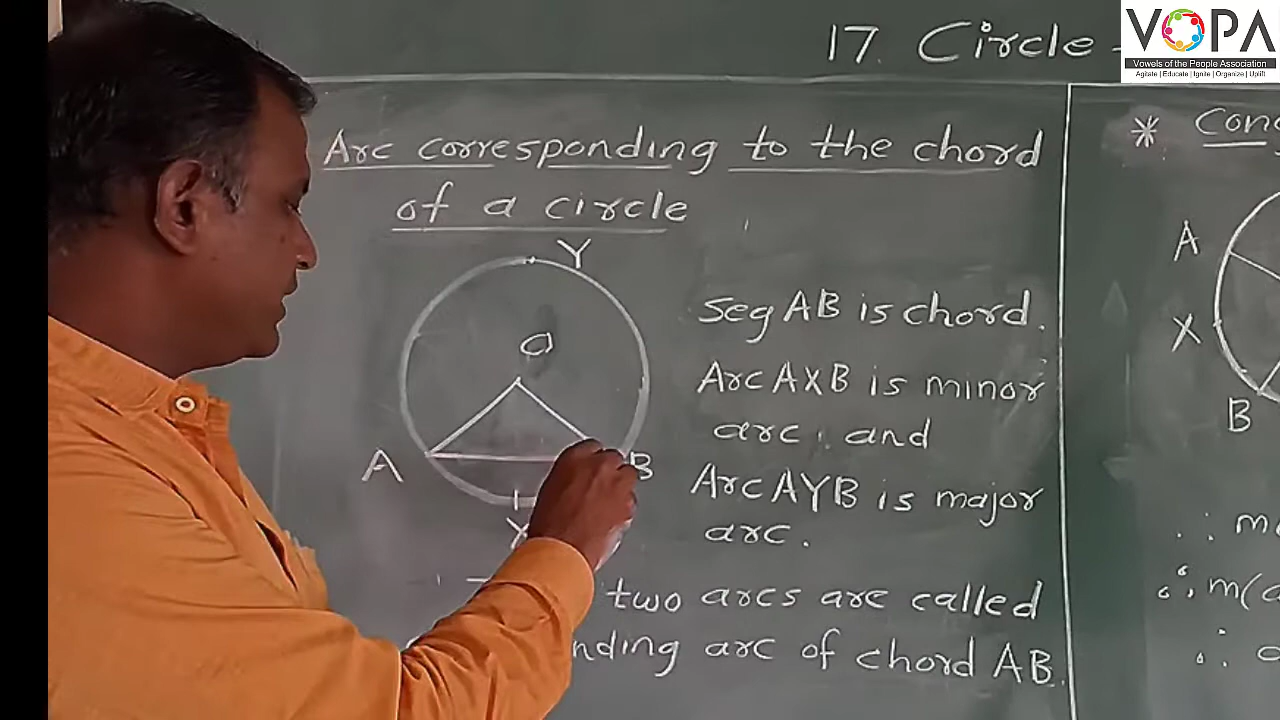 17. Circle -
VOPA
Vowels of the People Association
Agitate | Educate | Ignite | Organize | Uplift
Arc corresponding to the chord
of a circle
Y
O
A
B
X
Seg AB is chord.
Arc AXB is minor
arc. and
Arc AYB is major
arc.
two arcs are called
nding arc of chord AB.
* Cong
A
X
B
∴ m
∴ m(a
∴